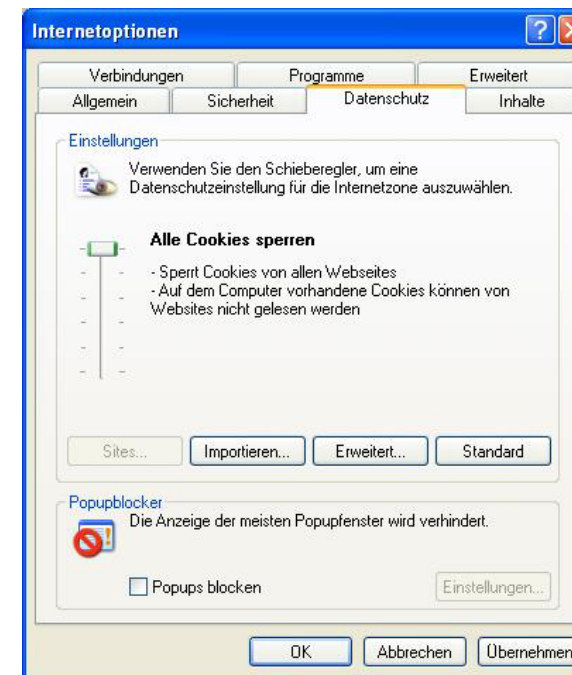 Internetoptionen
Verbindungen Programme Erweitert
Allgemein Sicherheit Datenschutz Inhalte
Einstellungen
Verwenden Sie den Schieberegler, um eine
Datenschutzeinstellung für die Internetzone auszuwählen.
Alle Cookies sperren
- Sperrt Cookies von allen Webseites
- Auf dem Computer vorhandene Cookies können von
Websites nicht gelesen werden
Sites... Importieren... Erweitert... Standard
Popupblocker
Die Anzeige der meisten Popupfenster wird verhindert.
Popups blocken Einstellungen...
OK Abbrechen Übernehmen